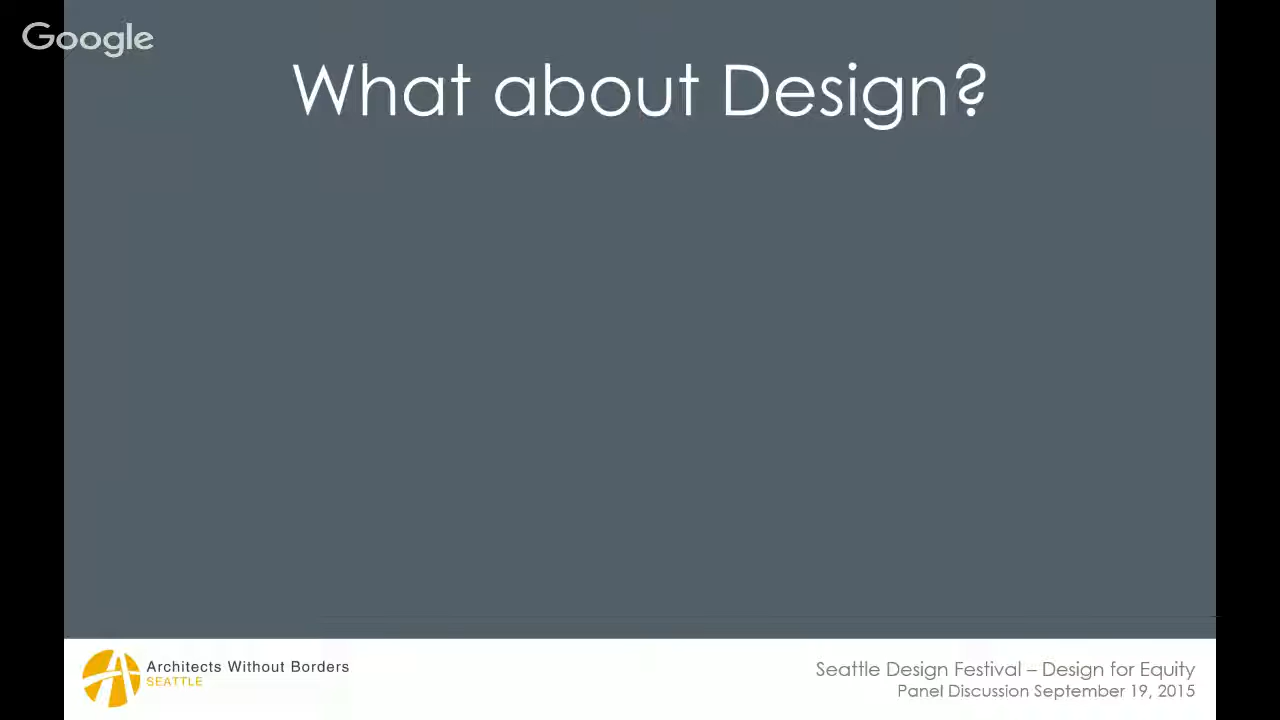 Google
What about Design?
Architects Without Borders
SEATTLE
Seattle Design Festival – Design for Equity
Panel Discussion September 19, 2015